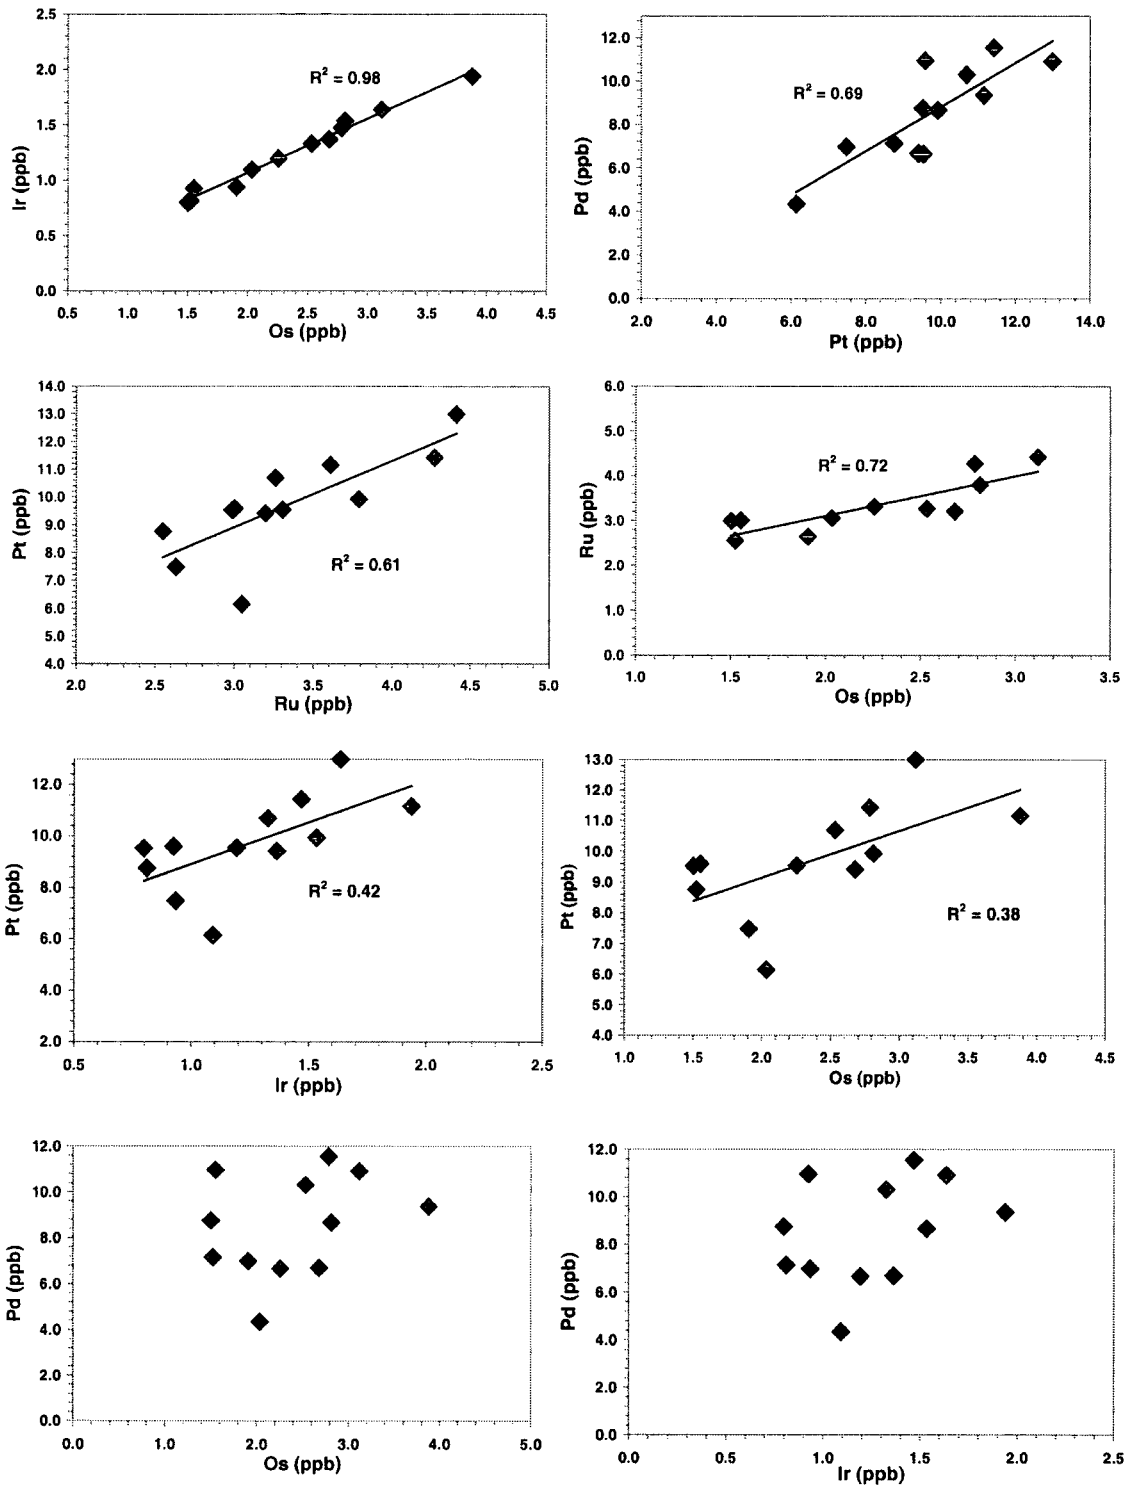 2.5
2.0
1.5
1.0
0.5
0.0
Ir (ppb)
R² = 0.98
0.5 1.0 1.5 2.0 2.5 3.0 3.5 4.0 4.5
Os (ppb)
12.0
10.0
8.0
6.0
4.0
2.0
0.0
Pd (ppb)
R² = 0.69
2.0 4.0 6.0 8.0 10.0 12.0 14.0
Pt (ppb)
14.0
13.0
12.0
11.0
10.0
9.0
8.0
7.0
6.0
5.0
4.0
Pt (ppb)
R² = 0.61
2.0 2.5 3.0 3.5 4.0 4.5 5.0
Ru (ppb)
6.0
5.0
4.0
3.0
2.0
1.0
0.0
Ru (ppb)
R² = 0.72
1.0 1.5 2.0 2.5 3.0 3.5
Os (ppb)
12.0
10.0
8.0
6.0
4.0
2.0
Pt (ppb)
R² = 0.42
0.5 1.0 1.5 2.0 2.5
Ir (ppb)
13.0
12.0
11.0
10.0
9.0
8.0
7.0
6.0
5.0
4.0
Pt (ppb)
R² = 0.38
1.0 1.5 2.0 2.5 3.0 3.5 4.0 4.5
Os (ppb)
12.0
10.0
8.0
6.0
4.0
2.0
0.0
Pd (ppb)
0.0 1.0 2.0 3.0 4.0 5.0
Os (ppb)
12.0
10.0
8.0
6.0
4.0
2.0
0.0
Pd (ppb)
0.0 0.5 1.0 1.5 2.0 2.5
Ir (ppb)